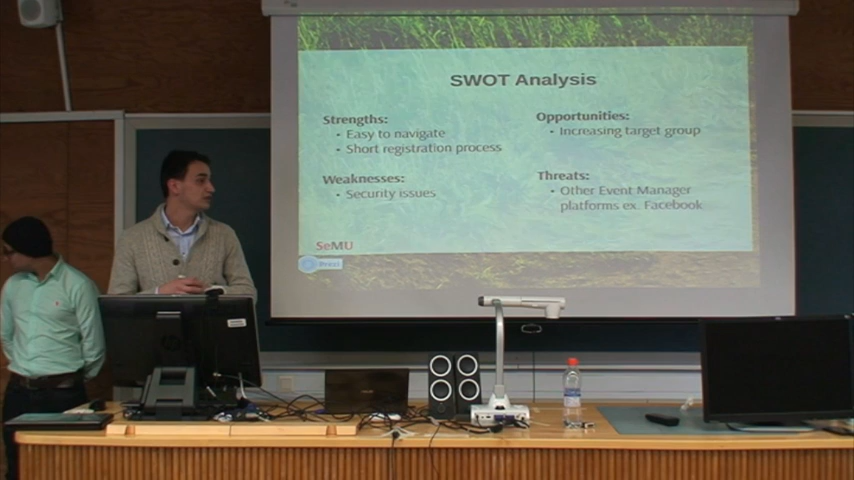 SWOT Analysis
Strengths:
• Easy to navigate
• Short registration process
Weaknesses:
• Security issues
Opportunities:
• Increasing target group
Threats:
• Other Event Manager
platforms ex. Facebook
SeMU
Prezi